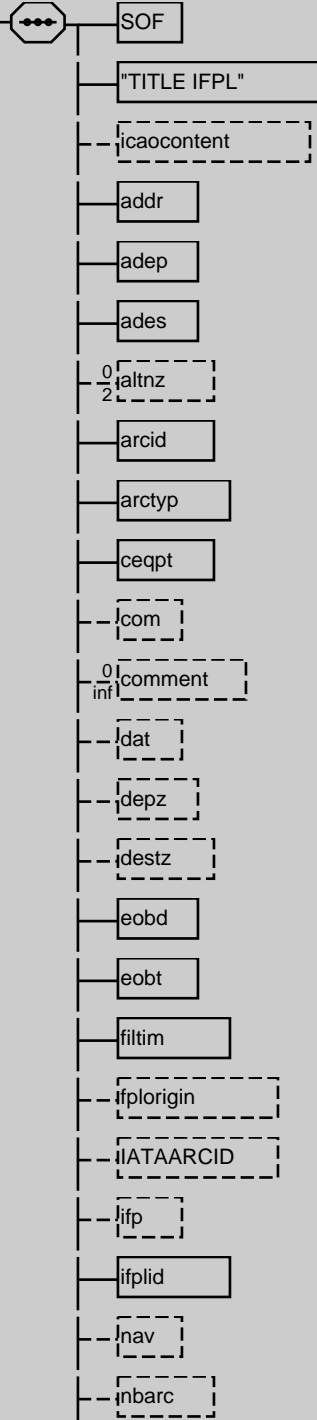 SOF
"TITLE IFPL"
icaocontent
addr
adep
ades
0
altnz
2
arcid
arctyp
ceqpt
com
0
comment
inf
dat
depz
destz
eobd
eobt
filtim
fplorigin
IATAARCID
ifp
ifplid
nav
nbarc